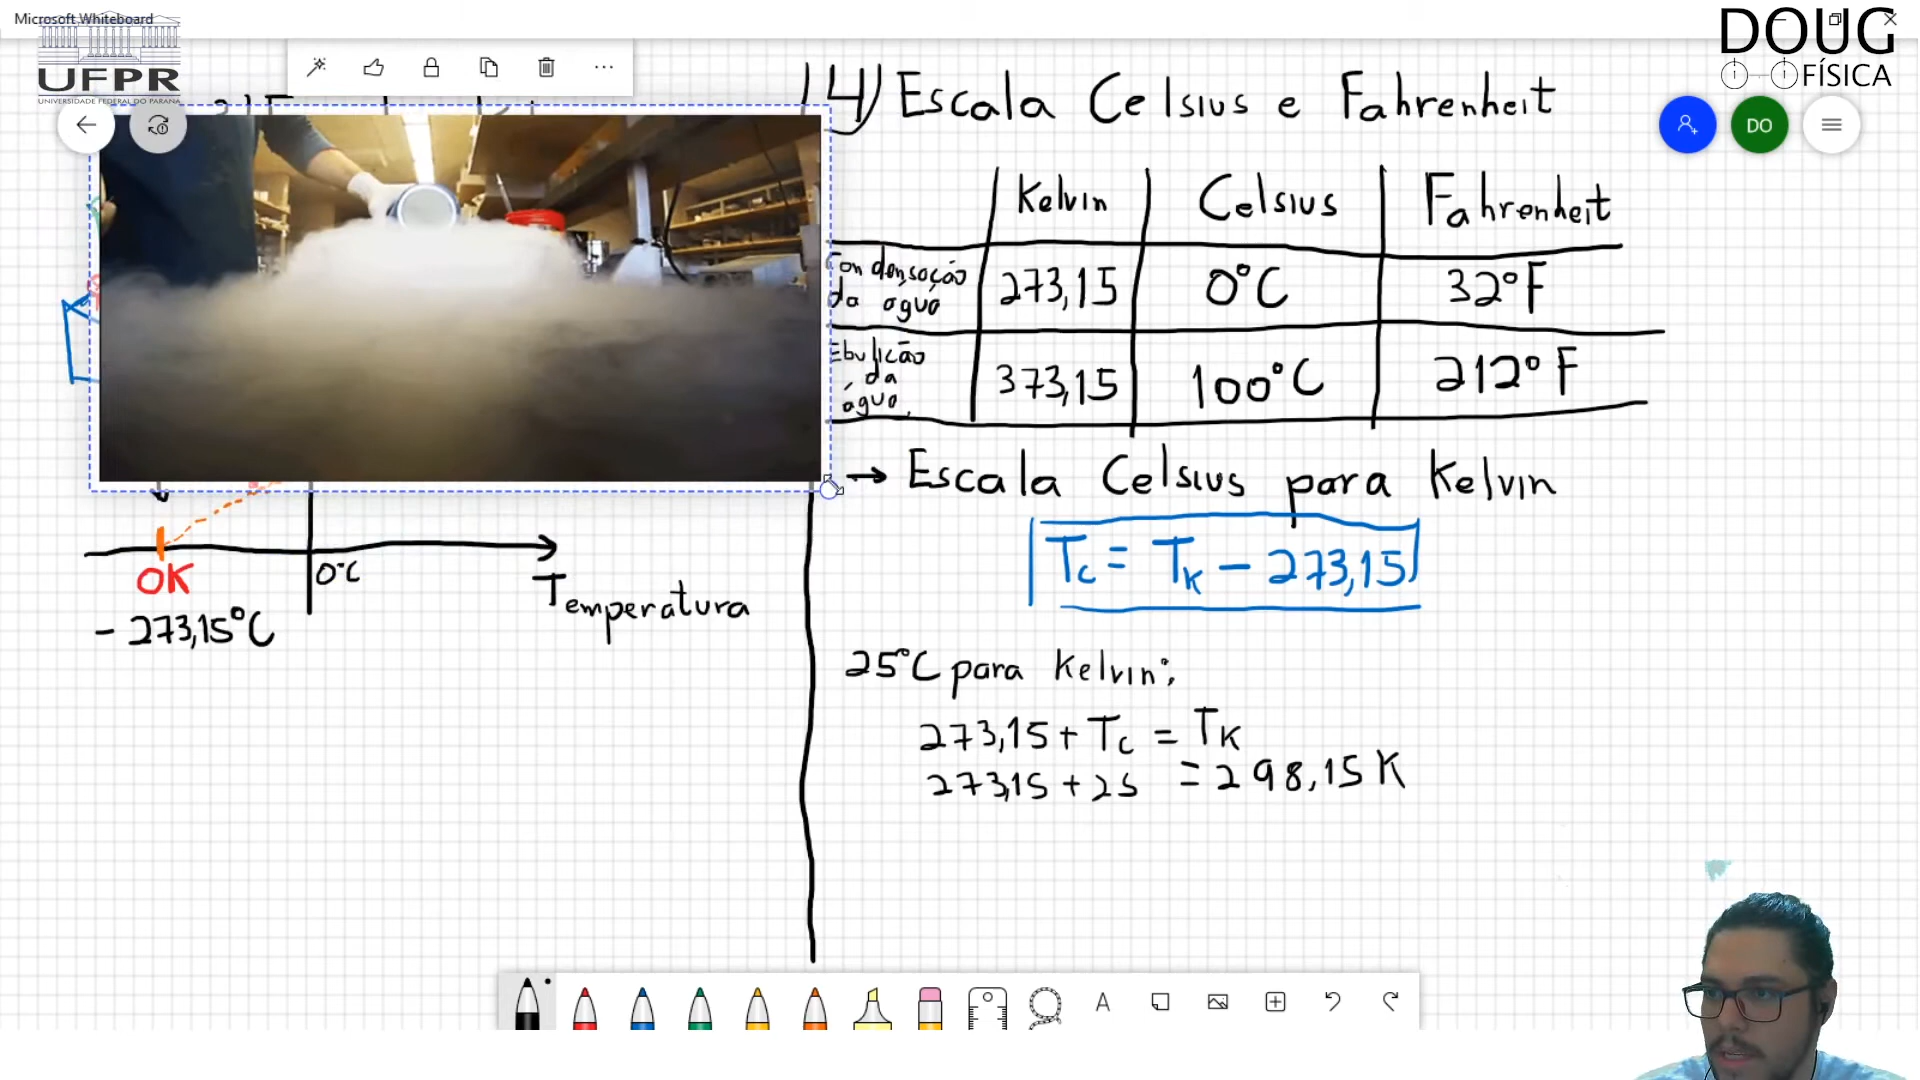 Microsoft Whiteboard
UFPR
UNIVERSIDADE FEDERAL DO PARANÁ
DOUG
FÍSICA
DO
4) Escala Celsius e Fahrenheit
Kelvin Celsius Fahrenheit
Condensação da água 273,15 0°C 32°F
Ebulição da água 373,15 100°C 212°F
→ Escala Celsius para Kelvin
Tc = TK - 273,15
0K
0°C
Temperatura
- 273,15°C
25°C para Kelvin:
273,15 + Tc = TK
273,15 + 25 = 298,15 K
A